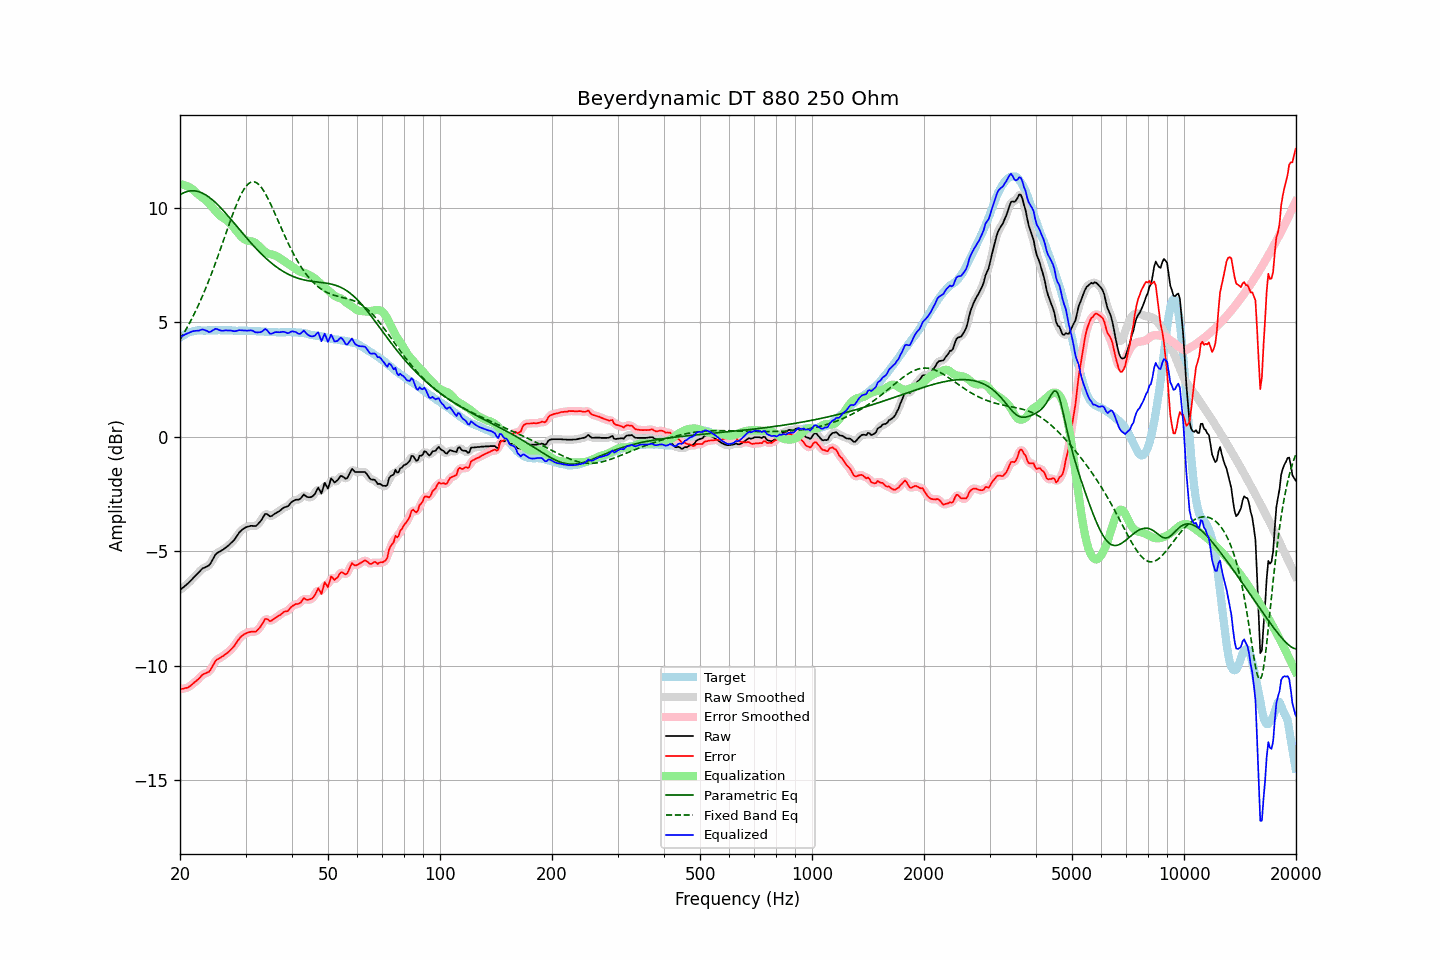 Beyerdynamic DT 880 250 Ohm
Amplitude (dBr)
10
5
0
−5
−10
−15
Target
Raw Smoothed
Error Smoothed
Raw
Error
Equalization
Parametric Eq
Fixed Band Eq
Equalized
20 50 100 200 500 1000 2000 5000 10000 20000
Frequency (Hz)